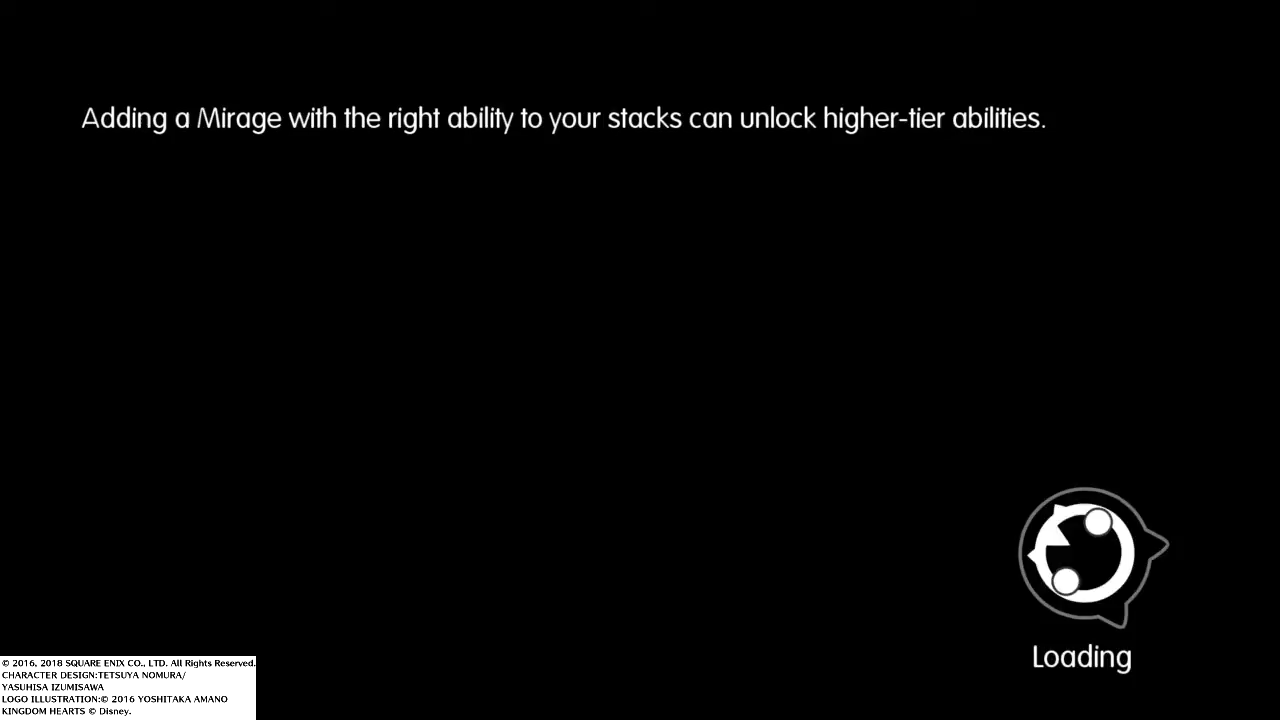 Adding a Mirage with the right ability to your stacks can unlock higher-tier abilities.
Loading
© 2016, 2018 SQUARE ENIX CO., LTD. All Rights Reserved.
CHARACTER DESIGN:TETSUYA NOMURA/
YASUHISA IZUMISAWA
LOGO ILLUSTRATION:© 2016 YOSHITAKA AMANO
KINGDOM HEARTS © Disney.